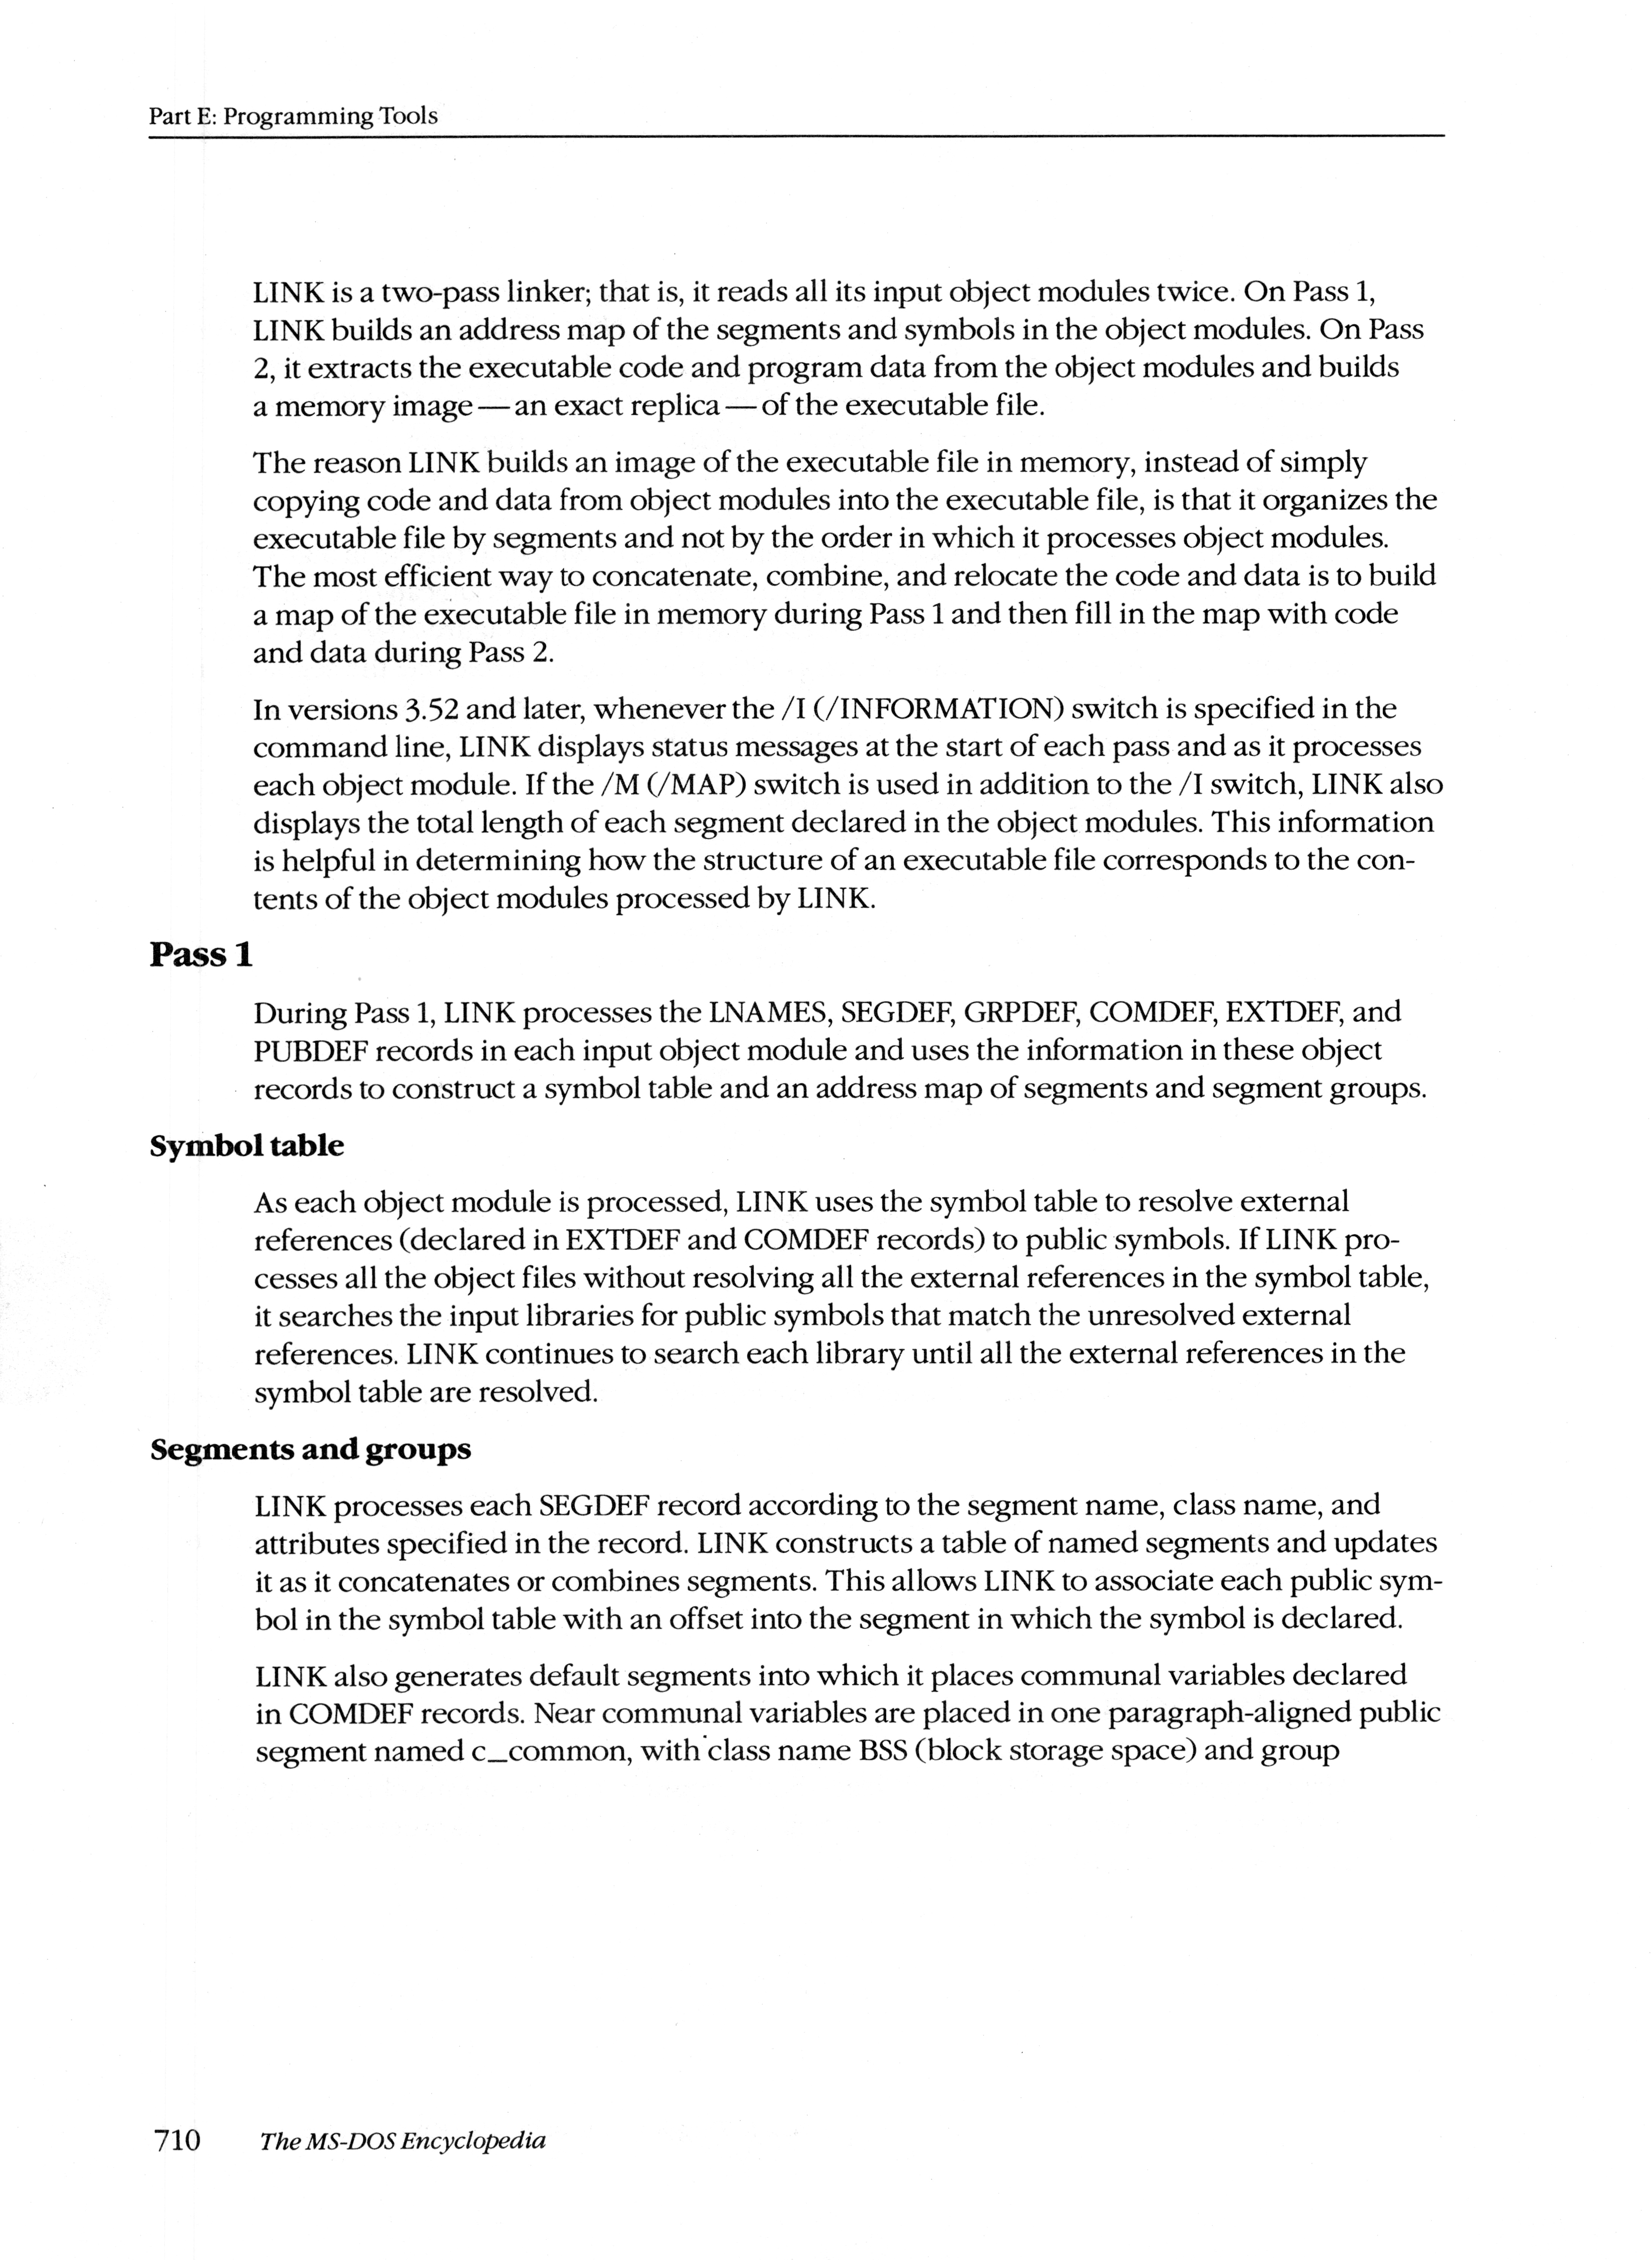 Part E: Programming Tools
LINK is a two-pass linker; that is, it reads all its input object modules twice. On Pass 1,
LINK builds an address map of the segments and symbols in the object modules. On Pass
2, it extracts the executable code and program data from the object modules and builds
a memory image — an exact replica — of the executable file.
The reason LINK builds an image of the executable file in memory, instead of simply
copying code and data from object modules into the executable file, is that it organizes the
executable file by segments and not by the order in which it processes object modules.
The most efficient way to concatenate, combine, and relocate the code and data is to build
a map of the executable file in memory during Pass 1 and then fill in the map with code
and data during Pass 2.
In versions 3.52 and later, whenever the /I (/INFORMATION) switch is specified in the
command line, LINK displays status messages at the start of each pass and as it processes
each object module. If the /M (/MAP) switch is used in addition to the /I switch, LINK also
displays the total length of each segment declared in the object modules. This information
is helpful in determining how the structure of an executable file corresponds to the con-
tents of the object modules processed by LINK.
Pass 1
During Pass 1, LINK processes the LNAMES, SEGDEF, GRPDEF, COMDEF, EXTDEF, and
PUBDEF records in each input object module and uses the information in these object
records to construct a symbol table and an address map of segments and segment groups.
Symbol table
As each object module is processed, LINK uses the symbol table to resolve external
references (declared in EXTDEF and COMDEF records) to public symbols. If LINK pro-
cesses all the object files without resolving all the external references in the symbol table,
it searches the input libraries for public symbols that match the unresolved external
references. LINK continues to search each library until all the external references in the
symbol table are resolved.
Segments and groups
LINK processes each SEGDEF record according to the segment name, class name, and
attributes specified in the record. LINK constructs a table of named segments and updates
it as it concatenates or combines segments. This allows LINK to associate each public sym-
bol in the symbol table with an offset into the segment in which the symbol is declared.
LINK also generates default segments into which it places communal variables declared
in COMDEF records. Near communal variables are placed in one paragraph-aligned public
segment named c_common, with class name BSS (block storage space) and group
710 The MS-DOS Encyclopedia